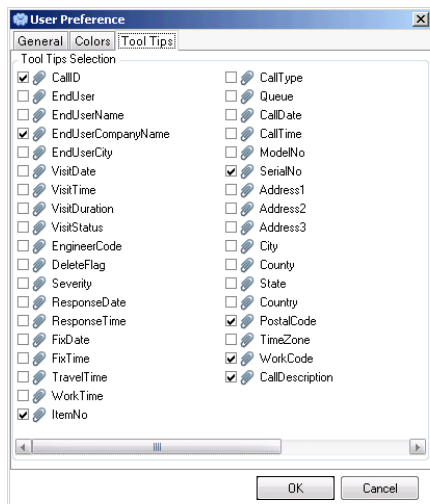 User Preference
General Colors Tool Tips
Tool Tips Selection
CallID
EndUser
EndUserName
EndUserCompanyName
EndUserCity
VisitDate
VisitTime
VisitDuration
VisitStatus
EngineerCode
DeleteFlag
Severity
ResponseDate
ResponseTime
FixDate
FixTime
TravelTime
WorkTime
ItemNo
CallType
Queue
CallDate
CallTime
ModelNo
SerialNo
Address1
Address2
Address3
City
County
State
Country
PostalCode
TimeZone
WorkCode
CallDescription
OK Cancel